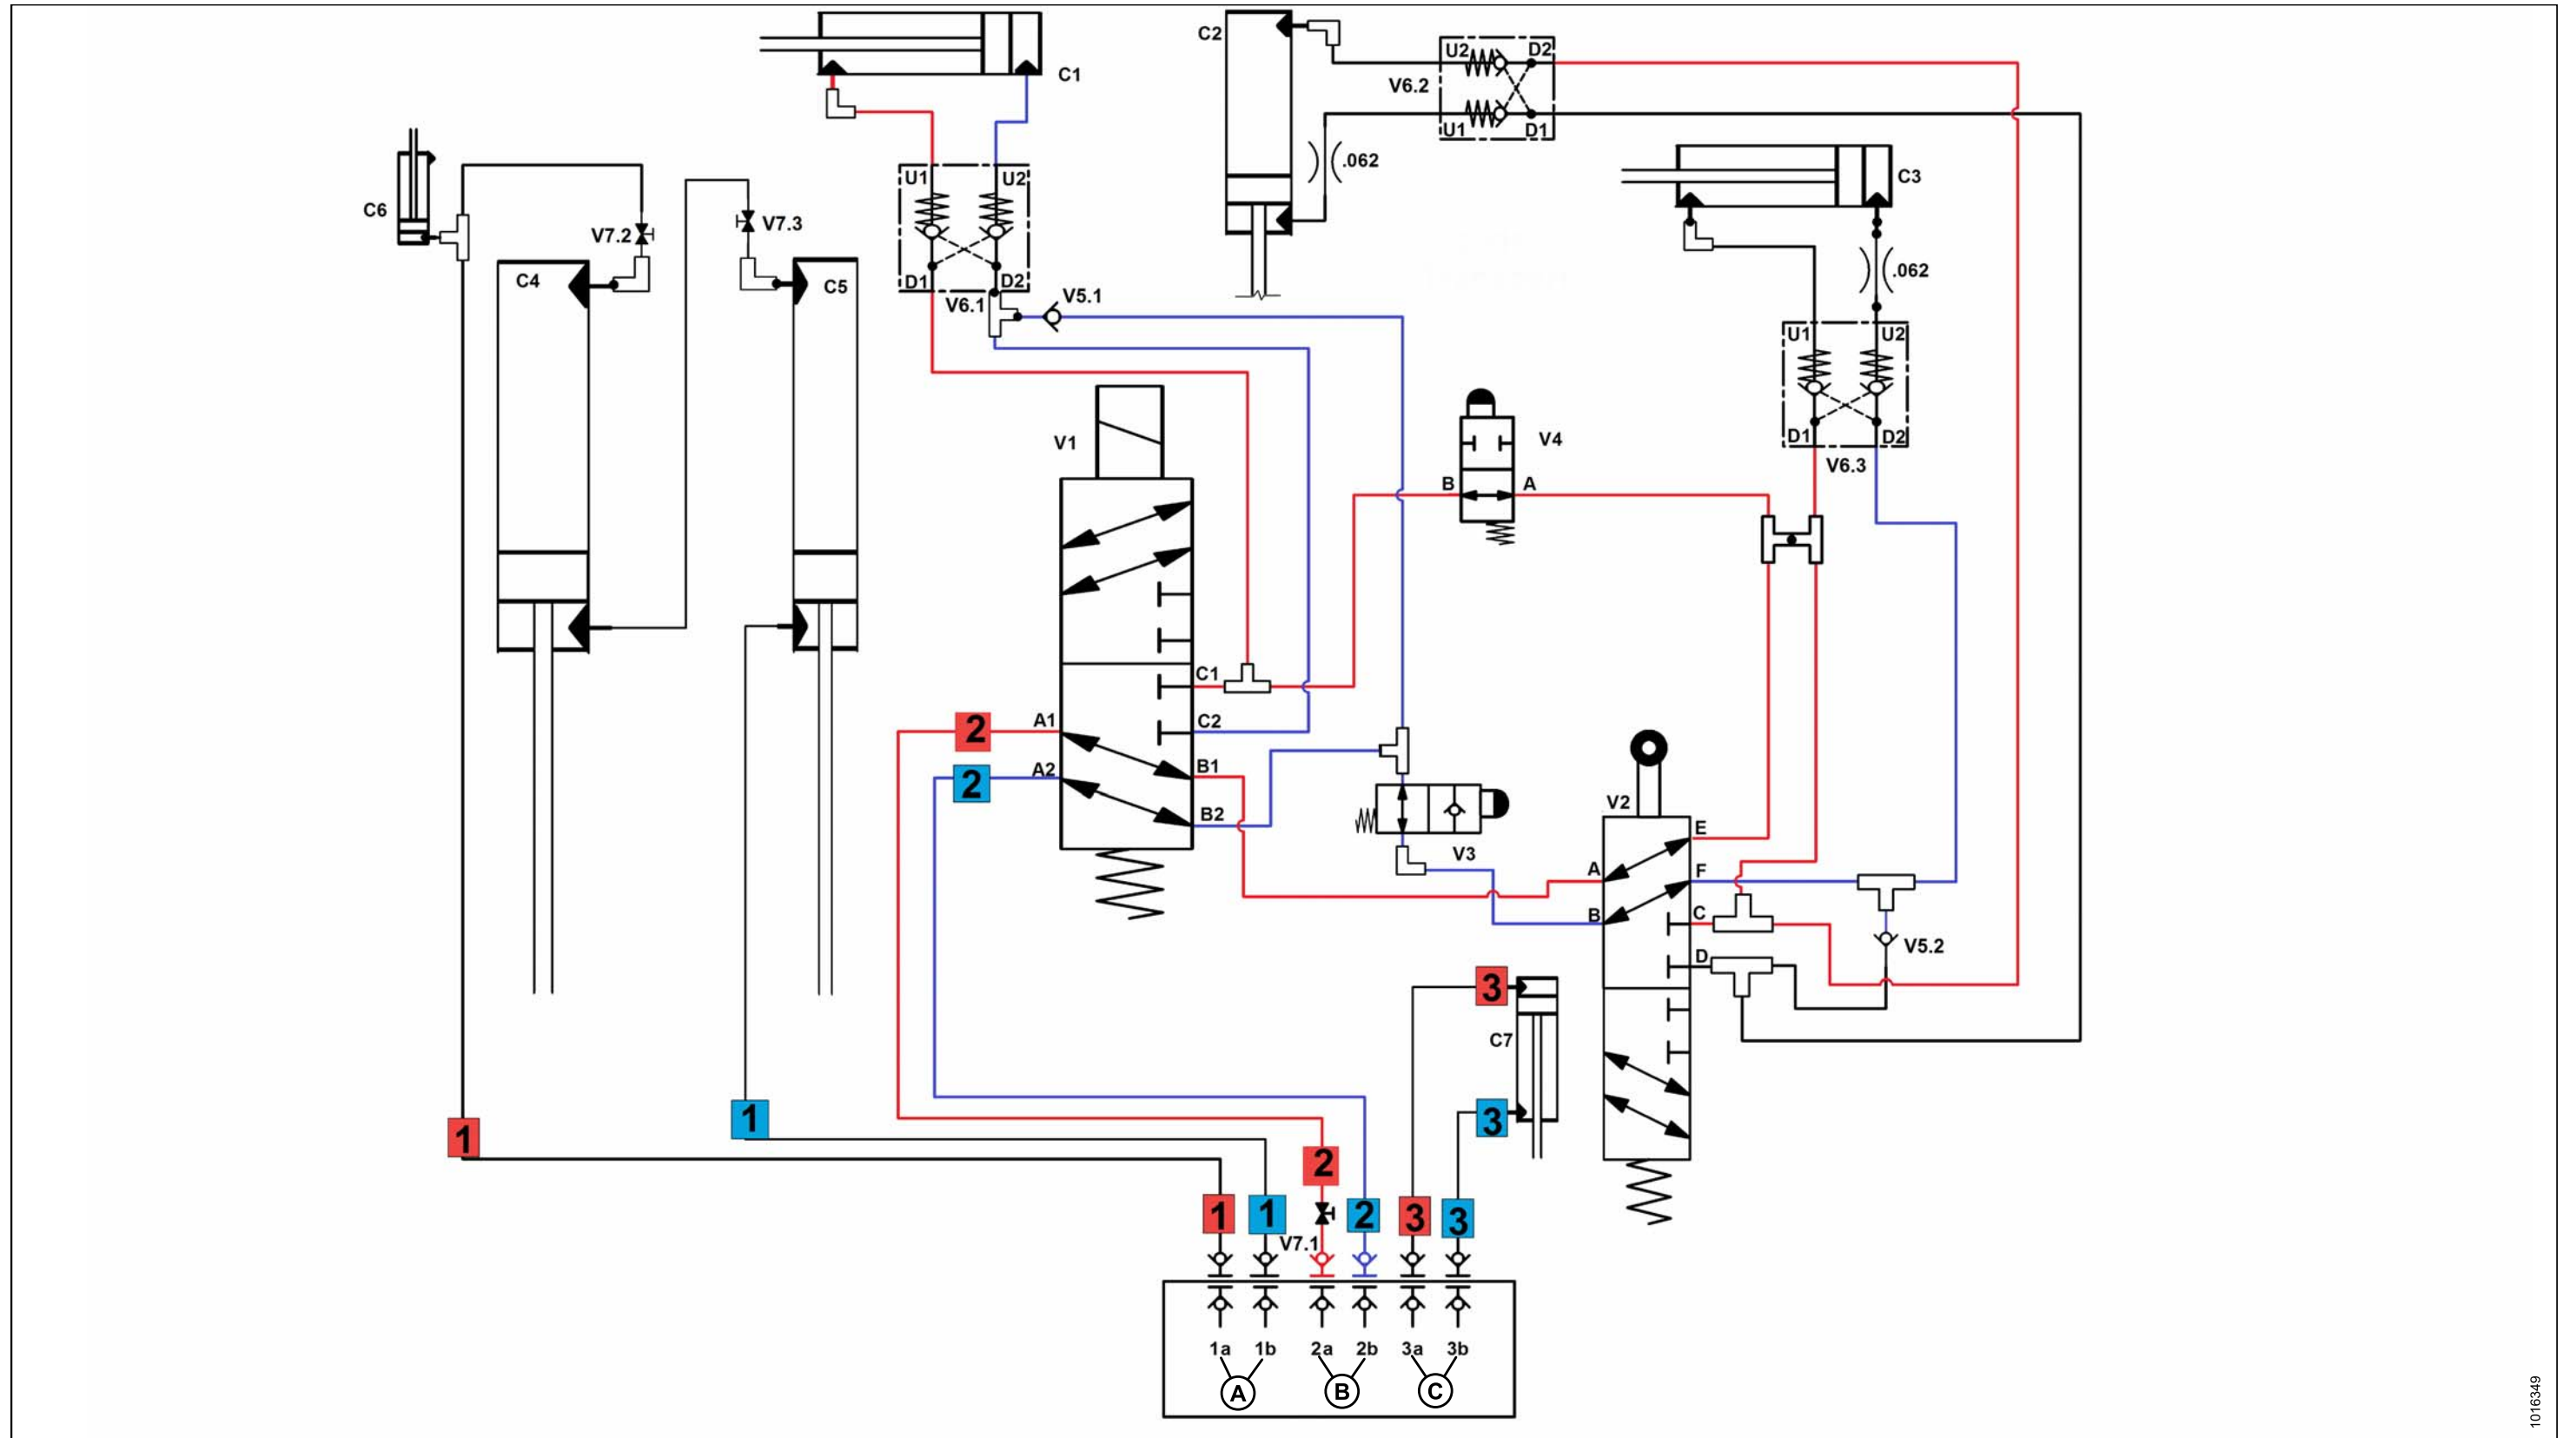 C1
C2
U2 D2
V6.2
U1 D1
.062
C3
C6
V7.2
V7.3
U1 U2
C4
C5
D1 D2
V6.1
V5.1
.062
U1 U2
D1 D2
V6.3
V1
V4
B A
C1
2 A1
C2
2 A2
B1
B2
V3
V2
E
A
F
B
C
D
V5.2
3
C7
3
1
1
2
1 1 2 3 3
V7.1
1a 1b 2a 2b 3a 3b
A B C
1016349